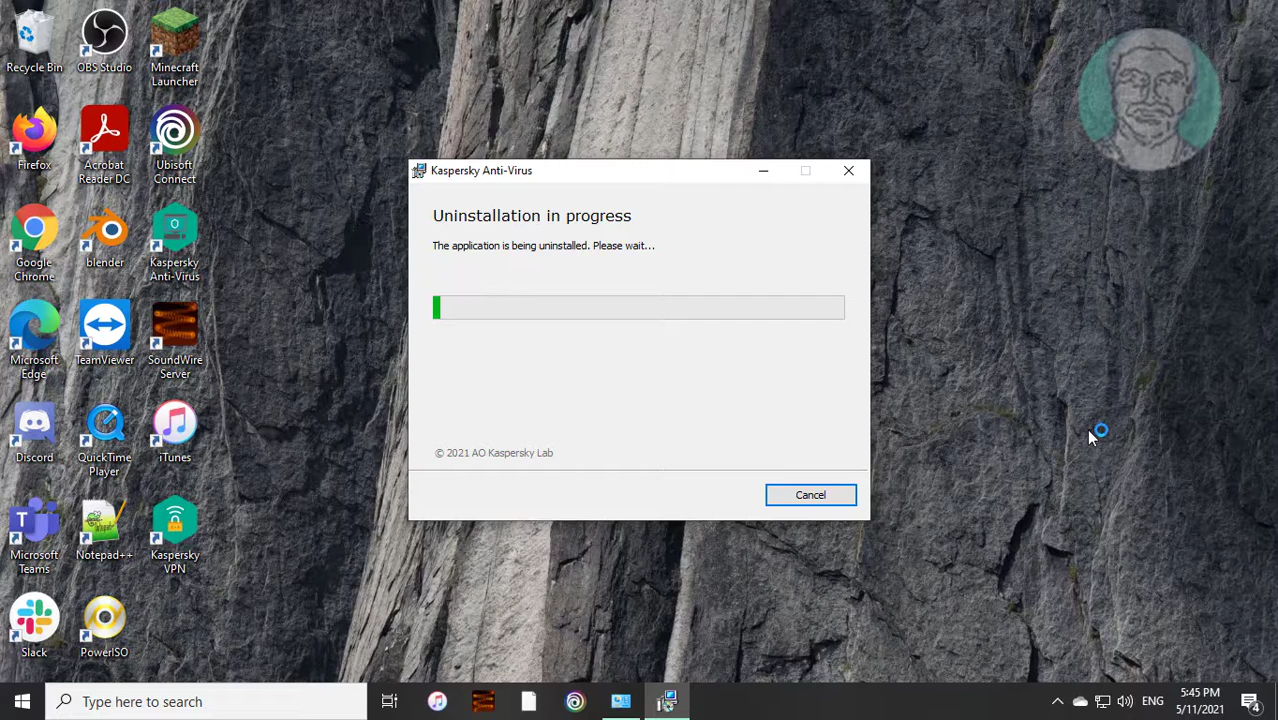 Recycle Bin
OBS Studio
Minecraft
Launcher
Firefox
Acrobat
Reader DC
Ubisoft
Connect
Google
Chrome
blender
Kaspersky
Anti-Virus
Microsoft
Edge
TeamViewer
SoundWire
Server
Discord
QuickTime
Player
iTunes
Microsoft
Teams
Notepad++
Kaspersky
VPN
Slack
PowerISO
Kaspersky Anti-Virus
Uninstallation in progress
The application is being uninstalled. Please wait...
© 2021 AO Kaspersky Lab
Cancel
Type here to search
ENG
5:45 PM
5/11/2021
4